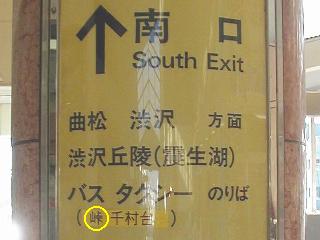 南 口
South Exit
曲松 渋沢 方面
渋沢丘陵(震生湖)
バス タクシー のりば
(峠 千村台)